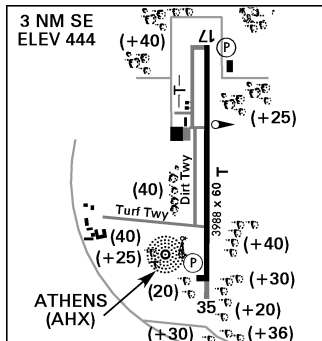 3 NM SE
ELEV 444
(+40)
17
P
T
(+25)
(40)
Dirt Twy
3988 x 60 T
Turf Twy
(40)
(+25)
(+40)
P
(20)
(+30)
ATHENS
(AHX)
35
(+20)
(+30)
(+36)